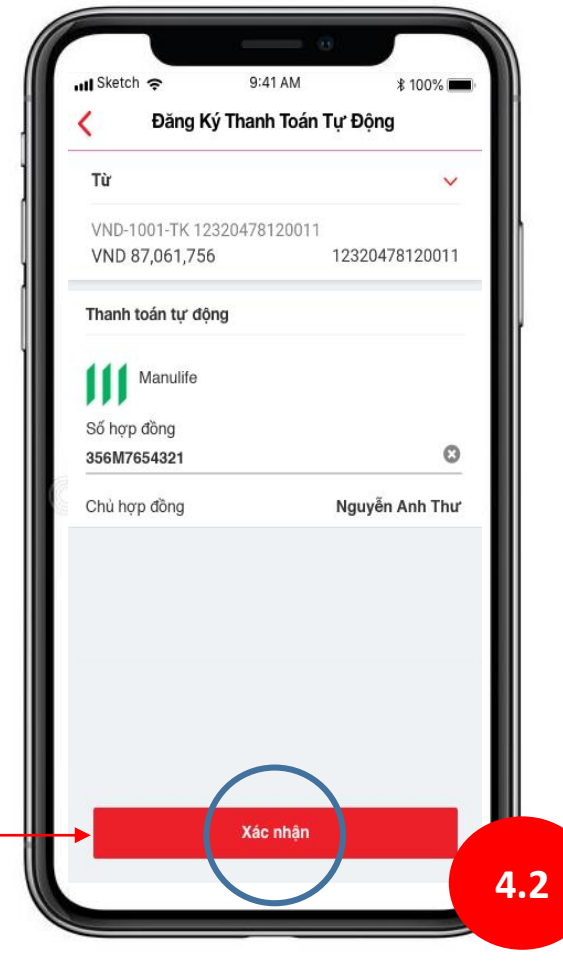 Sketch 9:41 AM 100%
Đăng Ký Thanh Toán Tự Động
Từ
VND-1001-TK 12320478120011
VND 87,061,756 12320478120011
Thanh toán tự động
Manulife
Số hợp đồng
356M7654321
Chủ hợp đồng Nguyễn Anh Thư
Xác nhận
4.2